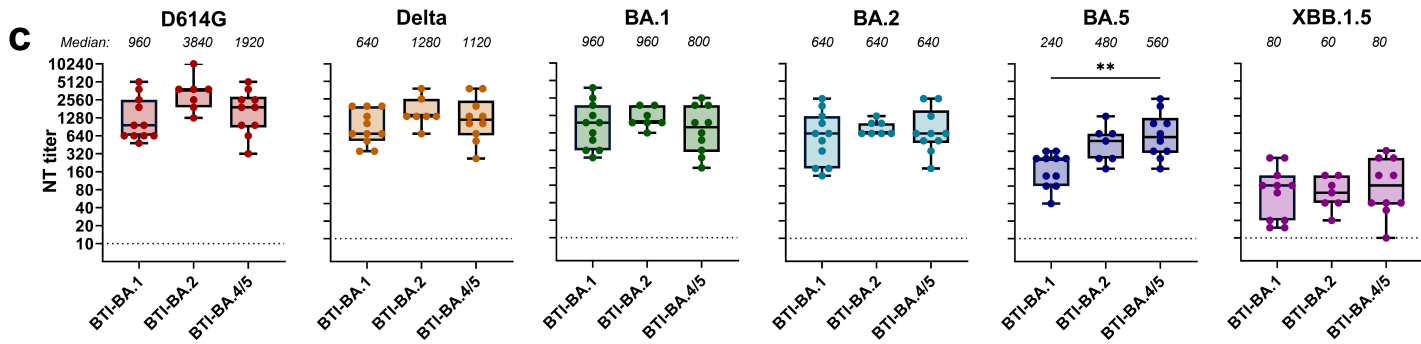 C
D614G Delta BA.1 BA.2 BA.5 XBB.1.5
Median: 960 3840 1920 640 1280 1120 960 960 800 640 640 640 240 480 560 80 60 80
**
NT titer
10240
5120
2560
1280
640
320
160
80
40
20
10
BTI-BA.1 BTI-BA.2 BTI-BA.4/5 BTI-BA.1 BTI-BA.2 BTI-BA.4/5 BTI-BA.1 BTI-BA.2 BTI-BA.4/5 BTI-BA.1 BTI-BA.2 BTI-BA.4/5 BTI-BA.1 BTI-BA.2 BTI-BA.4/5 BTI-BA.1 BTI-BA.2 BTI-BA.4/5